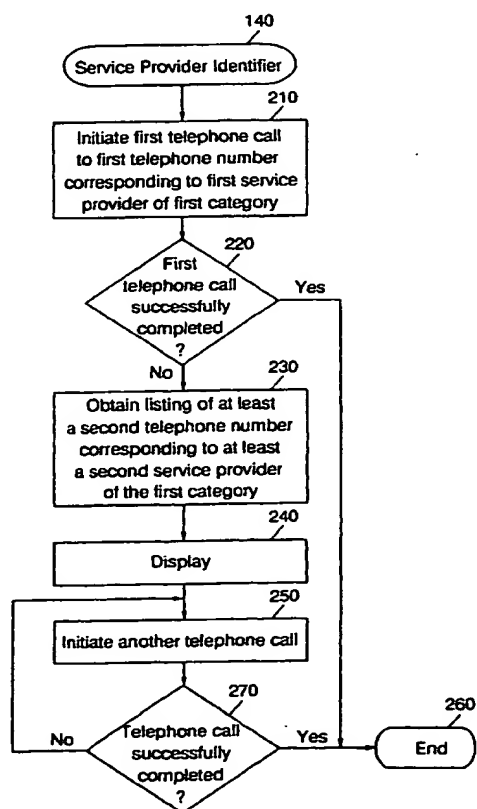 140
Service Provider Identifier
210
Initiate first telephone call
to first telephone number
corresponding to first service
provider of first category
220
First
telephone call
successfully
completed
?
Yes
No
230
Obtain listing of at least
a second telephone number
corresponding to at least
a second service provider
of the first category
240
Display
250
Initiate another telephone call
270
Telephone call
successfully
completed
?
No
Yes
260
End